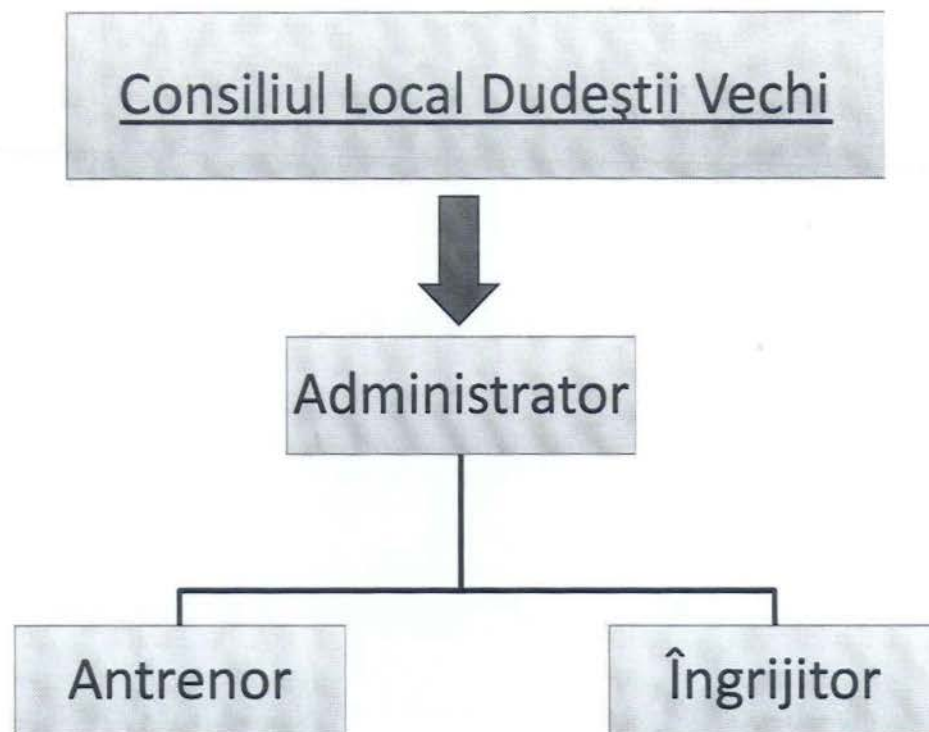 Consiliul Local Dudeştii Vechi
Administrator
Antrenor
Îngrijitor